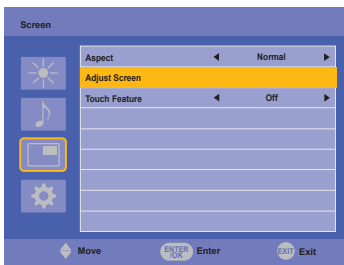 Screen
Aspect Normal
Adjust Screen
Touch Feature Off
Move ENTER /OK Enter EXIT Exit